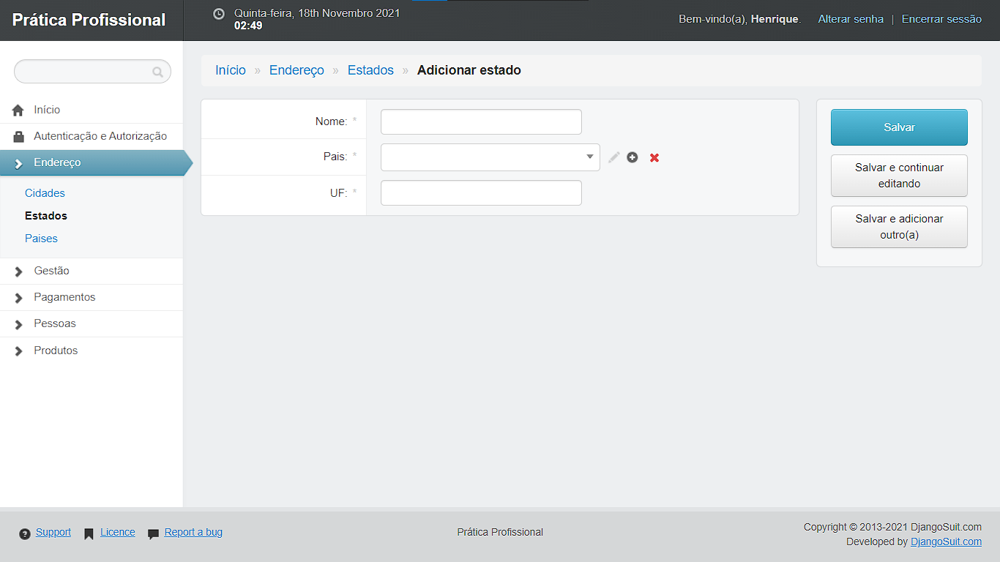 Prática Profissional
Quinta-feira, 18th Novembro 2021
02:49
Bem-vindo(a), Henrique. Alterar senha | Encerrar sessão
Início
Autenticação e Autorização
Endereço
Cidades
Estados
Paises
Gestão
Pagamentos
Pessoas
Produtos
Início » Endereço » Estados » Adicionar estado
Nome: *
Pais: *
UF: *
Salvar
Salvar e continuar
editando
Salvar e adicionar
outro(a)
Support Licence Report a bug
Prática Profissional
Copyright © 2013-2021 DjangoSuit.com
Developed by DjangoSuit.com